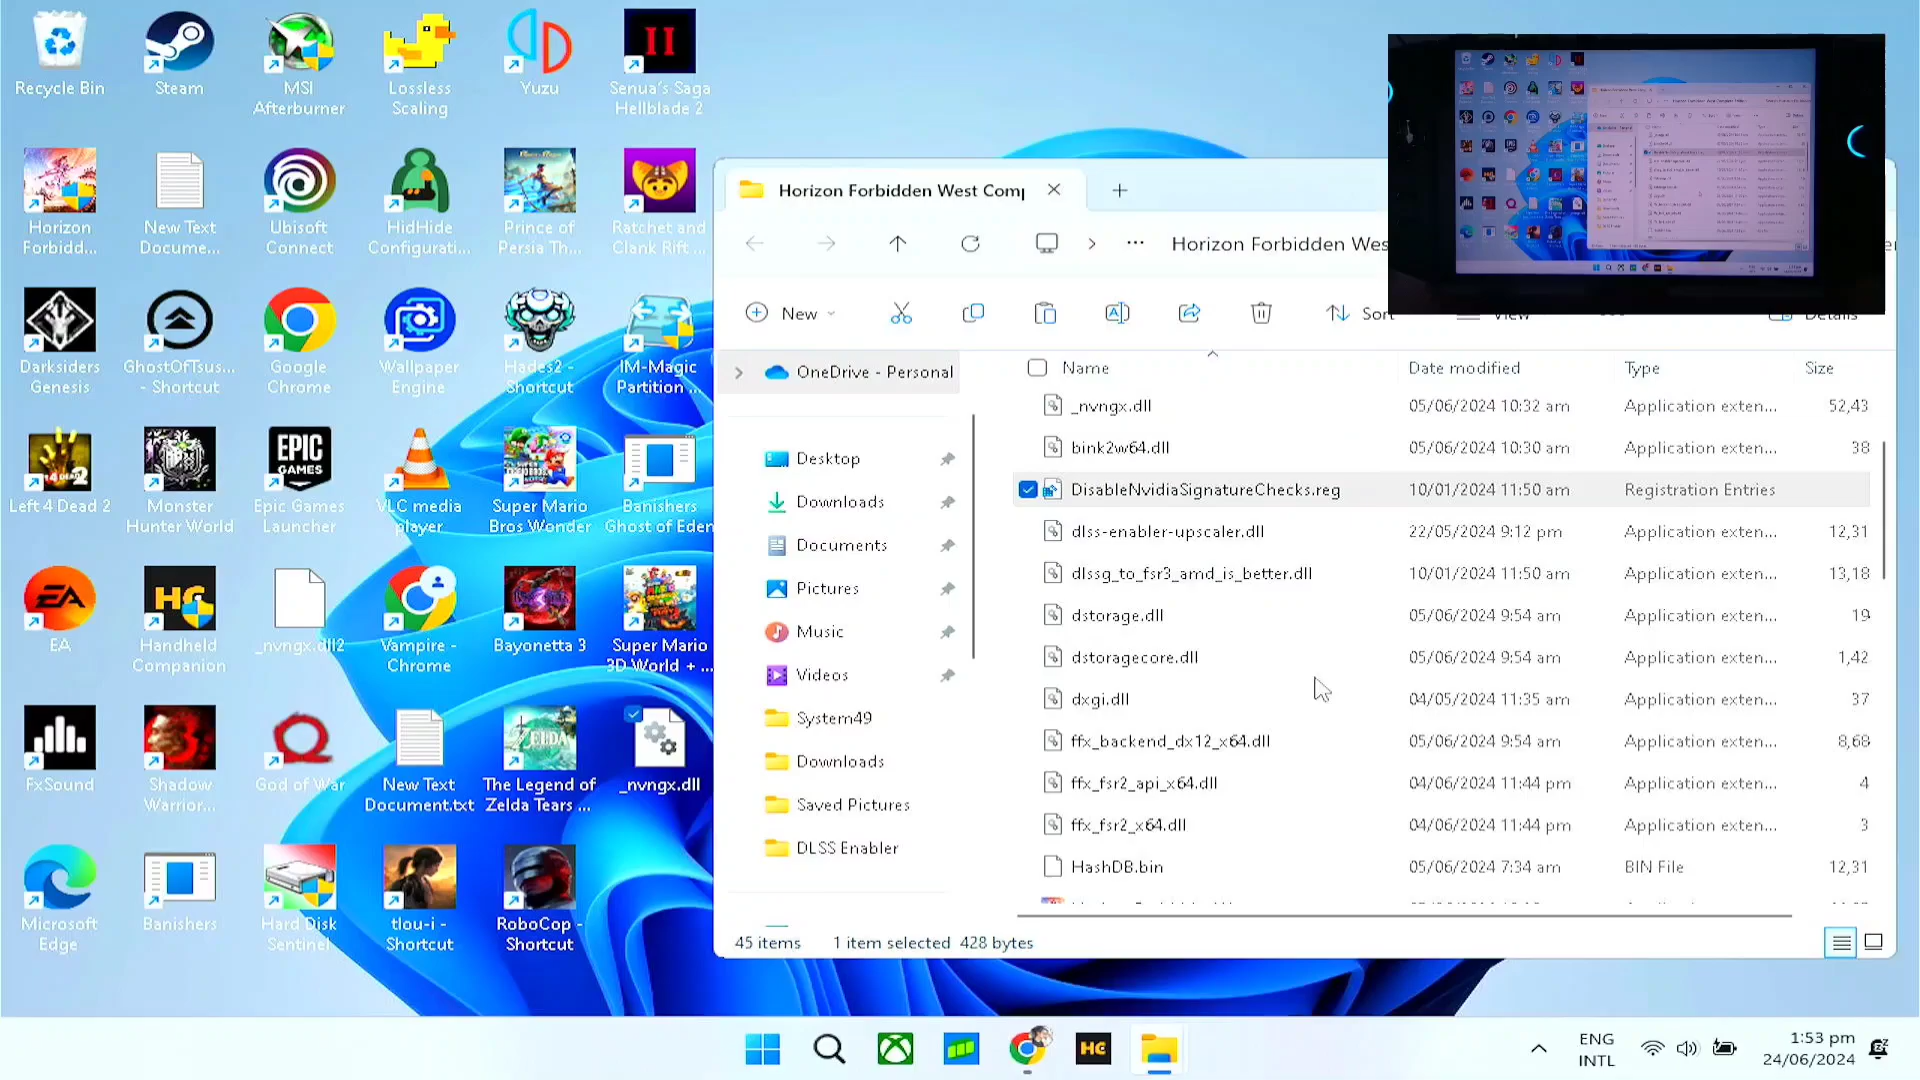 Recycle Bin
Steam
MSI
Afterburner
Lossless
Scaling
Yuzu
Senua's Saga
Hellblade 2
Horizon
Forbidd...
New Text
Docume...
Ubisoft
Connect
HidHide
Configurati...
Prince of
Persia Th...
Ratchet and
Clank Rift ...
Darksiders
Genesis
GhostOfTsus...
- Shortcut
Google
Chrome
Wallpaper
Engine
Hades2 -
Shortcut
IM-Magic
Partition ...
Left 4 Dead 2
Monster
Hunter World
EPIC
GAMES
Epic Games
Launcher
VLC media
player
Super Mario
Bros Wonder
Banishers
Ghost of Eden
EA
EA
HC
Handheld
Companion
_nvngx.dll2
Vampire -
Chrome
Bayonetta 3
Super Mario
3D World + ...
FxSound
Shadow
Warrior...
God of War
New Text
Document.txt
ZELDA
The Legend of
Zelda Tears ...
_nvngx.dll
Microsoft
Edge
Banishers
Hard Disk
Sentinel
tlou-i -
Shortcut
RoboCop -
Shortcut
Horizon Forbidden West Comp
Horizon Forbidden Wes
New
Sort
View
Details
OneDrive - Personal
Desktop
Downloads
Documents
Pictures
Music
Videos
System49
Downloads
Saved Pictures
DLSS Enabler
Name Date modified Type Size
_nvngx.dll 05/06/2024 10:32 am Application exten... 52,43
bink2w64.dll 05/06/2024 10:30 am Application exten... 38
DisableNvidiaSignatureChecks.reg 10/01/2024 11:50 am Registration Entries
dlss-enabler-upscaler.dll 22/05/2024 9:12 pm Application exten... 12,31
dlssg_to_fsr3_amd_is_better.dll 10/01/2024 11:50 am Application exten... 13,18
dstorage.dll 05/06/2024 9:54 am Application exten... 19
dstoragecore.dll 05/06/2024 9:54 am Application exten... 1,42
dxgi.dll 04/05/2024 11:35 am Application exten... 37
ffx_backend_dx12_x64.dll 05/06/2024 9:54 am Application exten... 8,68
ffx_fsr2_api_x64.dll 04/06/2024 11:44 pm Application exten... 4
ffx_fsr2_x64.dll 04/06/2024 11:44 pm Application exten... 3
HashDB.bin 05/06/2024 7:34 am BIN File 12,31
45 items 1 item selected 428 bytes
HC
ENG
INTL
1:53 pm
24/06/2024